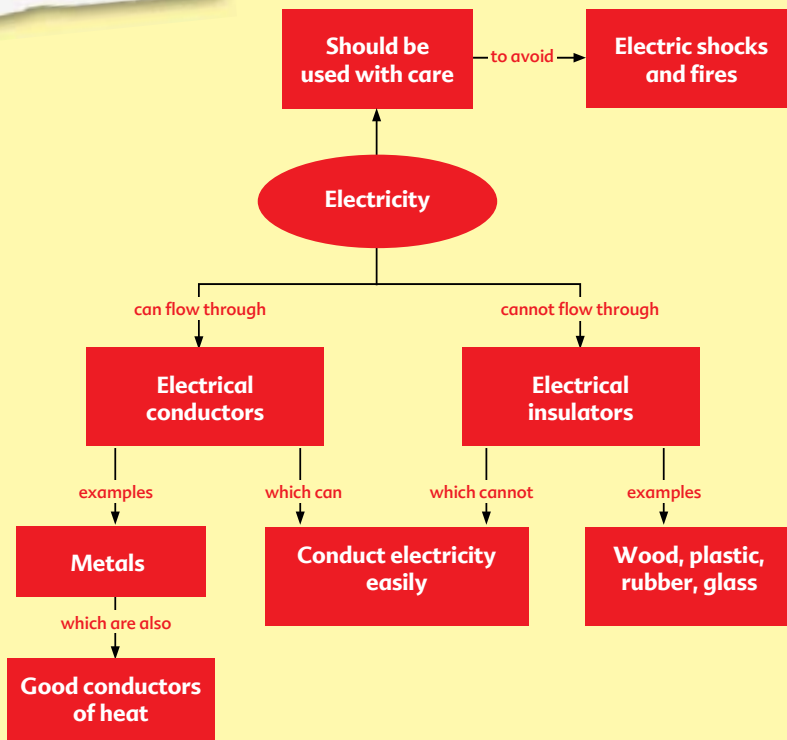 Should be
used with care
to avoid
Electric shocks
and fires
Electricity
can flow through
cannot flow through
Electrical
conductors
Electrical
insulators
examples
which can
which cannot
examples
Metals
Conduct electricity
easily
Wood, plastic,
rubber, glass
which are also
Good conductors
of heat